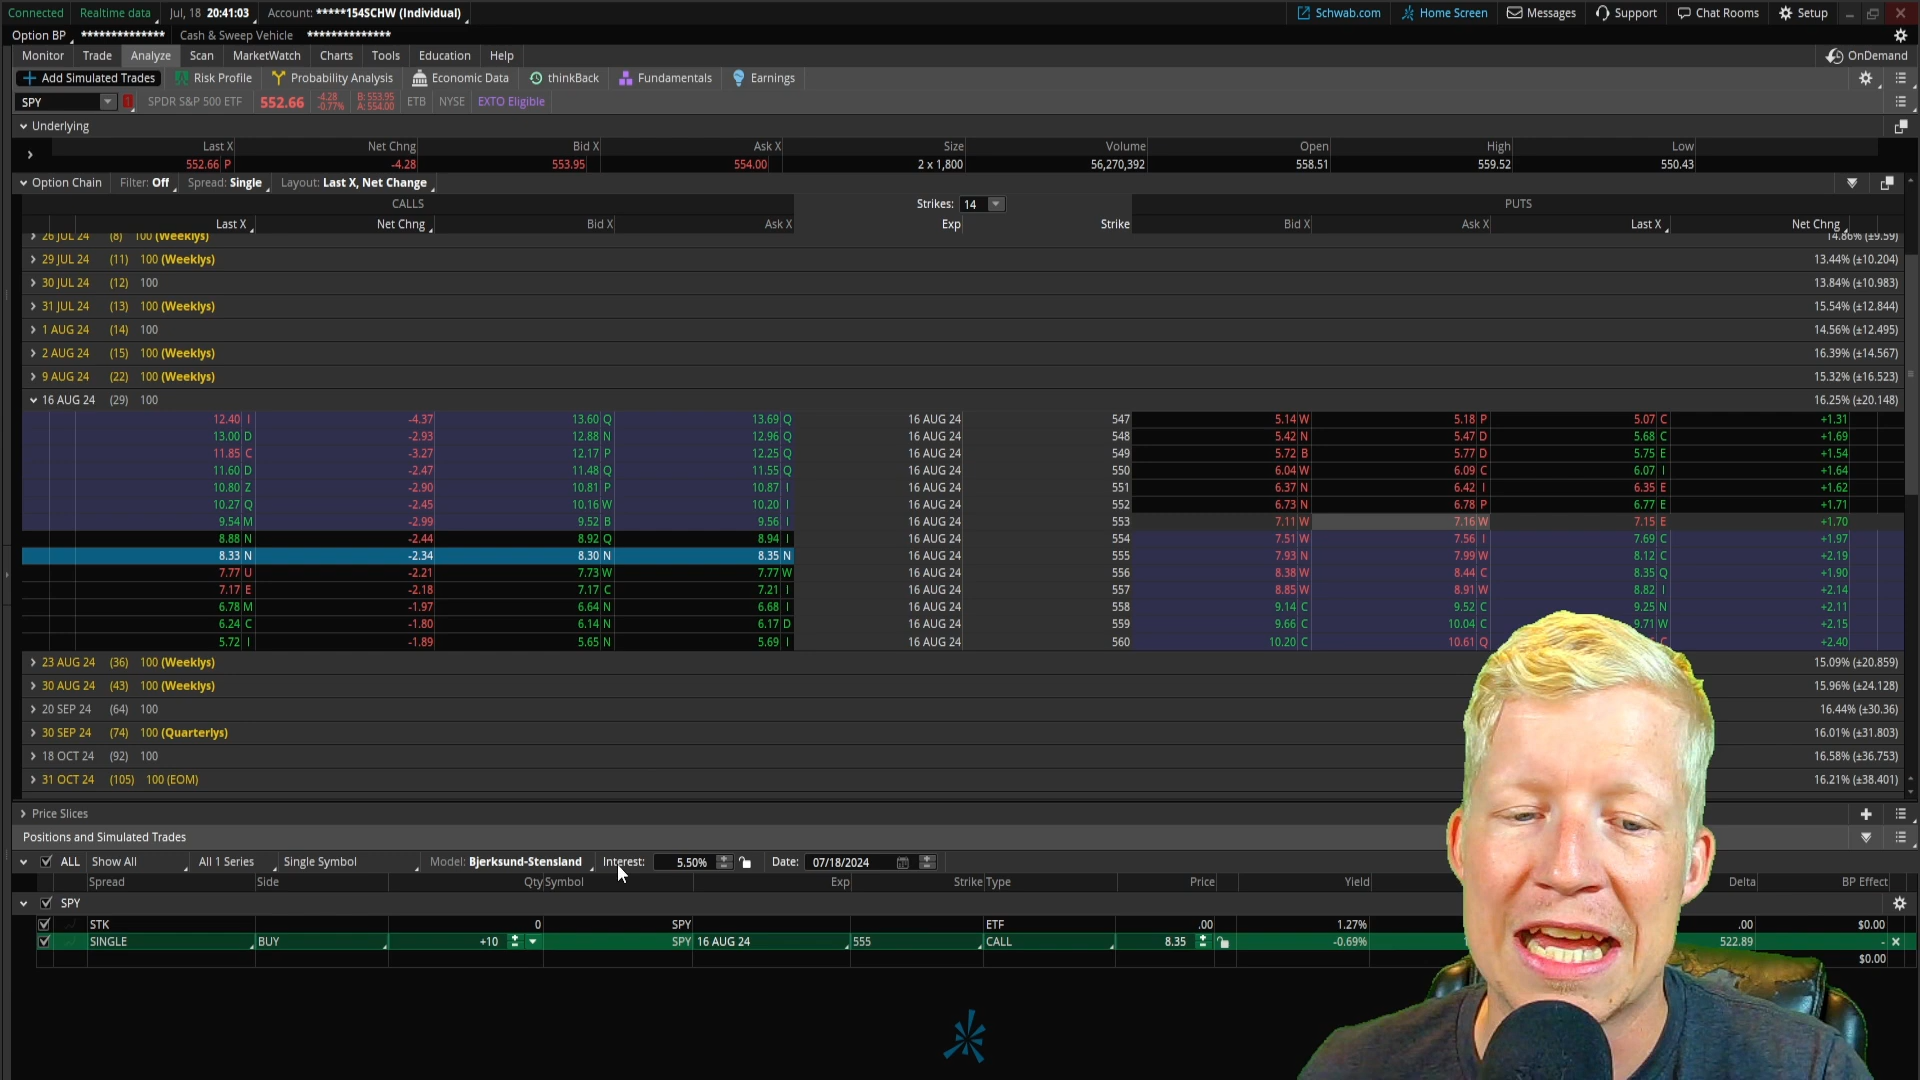 Connected Realtime data Jul, 18 20:41:03 Account: *****154SCHW (Individual) Schwab.com Home Screen Messages Support Chat Rooms Setup
Option BP ************** Cash & Sweep Vehicle **************
Monitor Trade Analyze Scan MarketWatch Charts Tools Education Help OnDemand
Add Simulated Trades Risk Profile Probability Analysis Economic Data thinkBack Fundamentals Earnings
SPY SPDR S&P 500 ETF 552.66 -4.28 -0.77% B: 553.95 A: 554.00 ETB NYSE EXTO Eligible
Underlying
Last X Net Chng Bid X Ask X Size Volume Open High Low
552.66 P -4.28 553.95 554.00 2 x 1,800 56,270,392 558.51 559.52 550.43
Option Chain Filter: Off Spread: Single Layout: Last X, Net Change
CALLS Strikes: 14 PUTS
Last X Net Chng Bid X Ask X Exp Strike Bid X Ask X Last X Net Chng
26 JUL 24 (8) 100 (Weeklys) 14.86% (±9.59)
29 JUL 24 (11) 100 (Weeklys) 13.44% (±10.204)
30 JUL 24 (12) 100 13.84% (±10.983)
31 JUL 24 (13) 100 (Weeklys) 15.54% (±12.844)
1 AUG 24 (14) 100 14.56% (±12.495)
2 AUG 24 (15) 100 (Weeklys) 16.39% (±14.567)
9 AUG 24 (22) 100 (Weeklys) 15.32% (±16.523)
16 AUG 24 (29) 100 16.25% (±20.148)
12.40 I -4.37 13.60 Q 13.69 Q 16 AUG 24 547 5.14 W 5.18 P 5.07 C +1.31
13.00 D -2.93 12.88 N 12.96 Q 16 AUG 24 548 5.42 N 5.47 D 5.68 C +1.69
11.85 C -3.27 12.17 P 12.25 Q 16 AUG 24 549 5.72 B 5.77 D 5.75 E +1.54
11.60 D -2.47 11.48 Q 11.55 Q 16 AUG 24 550 6.04 W 6.09 C 6.07 I +1.64
10.80 Z -2.90 10.81 P 10.87 I 16 AUG 24 551 6.37 N 6.42 I 6.35 E +1.62
10.27 Q -2.45 10.16 W 10.20 I 16 AUG 24 552 6.73 N 6.78 P 6.77 E +1.71
9.54 M -2.99 9.52 B 9.56 I 16 AUG 24 553 7.11 W 7.16 W 7.15 E +1.70
8.88 N -2.44 8.92 Q 8.94 I 16 AUG 24 554 7.51 W 7.56 I 7.69 C +1.97
8.33 N -2.34 8.30 N 8.35 N 16 AUG 24 555 7.93 N 7.99 W 8.12 C +2.19
7.77 U -2.21 7.73 W 7.77 W 16 AUG 24 556 8.38 W 8.44 C 8.35 Q +1.90
7.17 E -2.18 7.17 C 7.21 I 16 AUG 24 557 8.85 W 8.91 W 8.82 I +2.14
6.78 M -1.97 6.64 N 6.68 I 16 AUG 24 558 9.14 C 9.52 C 9.25 N +2.11
6.24 C -1.80 6.14 N 6.17 D 16 AUG 24 559 9.66 C 10.04 C 9.71 W +2.15
5.72 I -1.89 5.65 N 5.69 I 16 AUG 24 560 10.20 C 10.61 Q C +2.40
23 AUG 24 (36) 100 (Weeklys) 15.09% (±20.859)
30 AUG 24 (43) 100 (Weeklys) 15.96% (±24.128)
20 SEP 24 (64) 100 16.44% (±30.36)
30 SEP 24 (74) 100 (Quarterlys) 16.01% (±31.803)
18 OCT 24 (92) 100 16.58% (±36.753)
31 OCT 24 (105) 100 (EOM) 16.21% (±38.401)
Price Slices
Positions and Simulated Trades
ALL Show All All 1 Series Single Symbol Model: Bjerksund-Stensland Interest: 5.50% Date: 07/18/2024
Spread Side Qty Symbol Exp Strike Type Price Yield Delta BP Effect
SPY
STK 0 SPY ETF .00 1.27% .00 $0.00
SINGLE BUY +10 SPY 16 AUG 24 555 CALL 8.35 -0.69% 522.89 -
$0.00